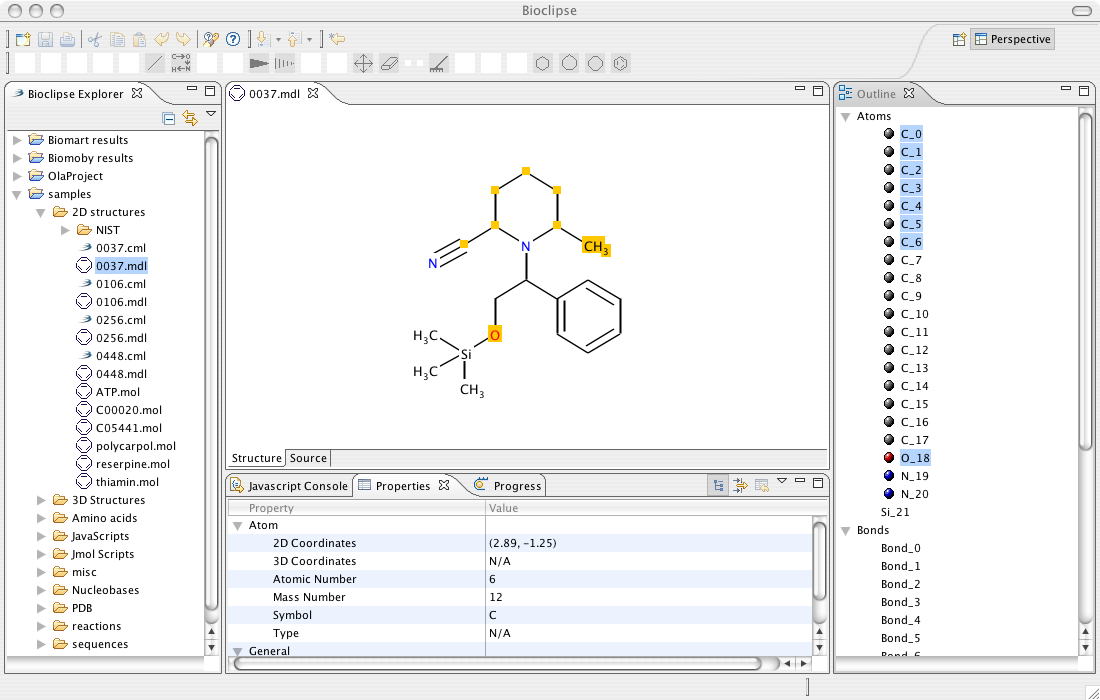 Bioclipse
Perspective
Bioclipse Explorer
Biomart results
Biomoby results
OlaProject
samples
2D structures
NIST
0037.cml
0037.mdl
0106.cml
0106.mdl
0256.cml
0256.mdl
0448.cml
0448.mdl
ATP.mol
C00020.mol
C05441.mol
polycarpol.mol
reserpine.mol
thiamin.mol
3D Structures
Amino acids
JavaScripts
Jmol Scripts
misc
Nucleobases
PDB
reactions
sequences
0037.mdl
N
CH3
N
O
H3C
Si
H3C
CH3
Structure Source
Javascript Console Properties Progress
Property Value
Atom
2D Coordinates (2.89, -1.25)
3D Coordinates N/A
Atomic Number 6
Mass Number 12
Symbol C
Type N/A
General
Outline
Atoms
C_0
C_1
C_2
C_3
C_4
C_5
C_6
C_7
C_8
C_9
C_10
C_11
C_12
C_13
C_14
C_15
C_16
C_17
O_18
N_19
N_20
Si_21
Bonds
Bond_0
Bond_1
Bond_2
Bond_3
Bond_4
Bond_5